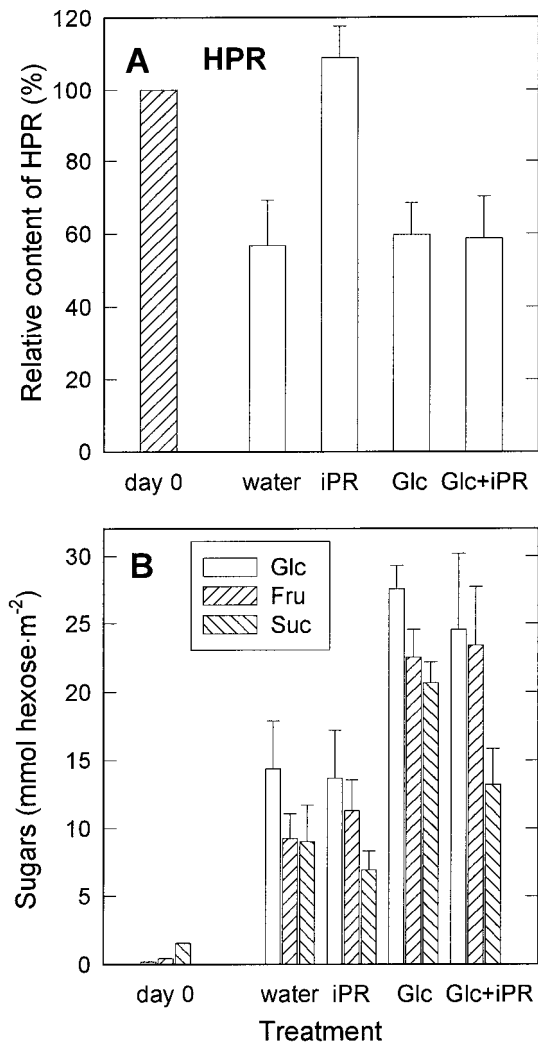 A HPR
Relative content of HPR (%)
120
100
80
60
40
20
0
day 0 water iPR Glc Glc+iPR
B
Glc
Fru
Suc
Sugars (mmol hexose·m⁻²)
30
25
20
15
10
5
0
day 0 water iPR Glc Glc+iPR
Treatment